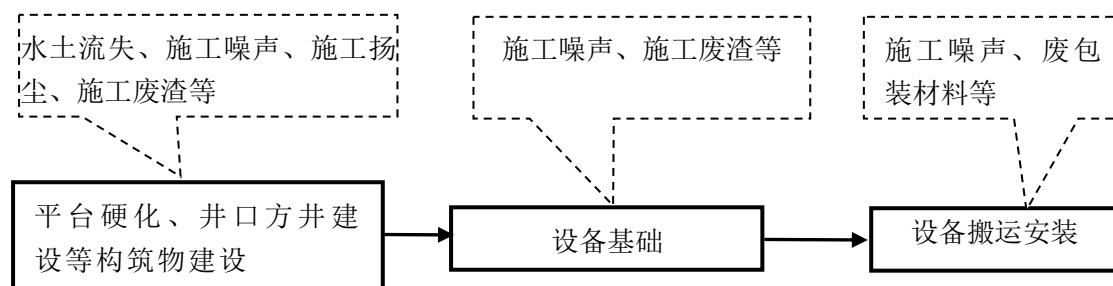 水土流失、施工噪声、施工扬
尘、施工废渣等
施工噪声、施工废渣等
施工噪声、废包
装材料等
平台硬化、井口方井建
设等构筑物建设
设备基础
设备搬运安装